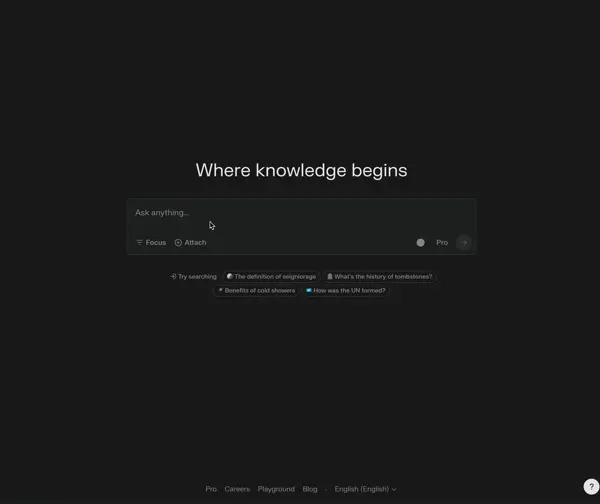 Where knowledge begins
Ask anything...
Focus Attach Pro
Try searching The definition of seigniorage What's the history of tombstones?
Benefits of cold showers How was the UN formed?
Pro Careers Playground Blog · English (English)
?